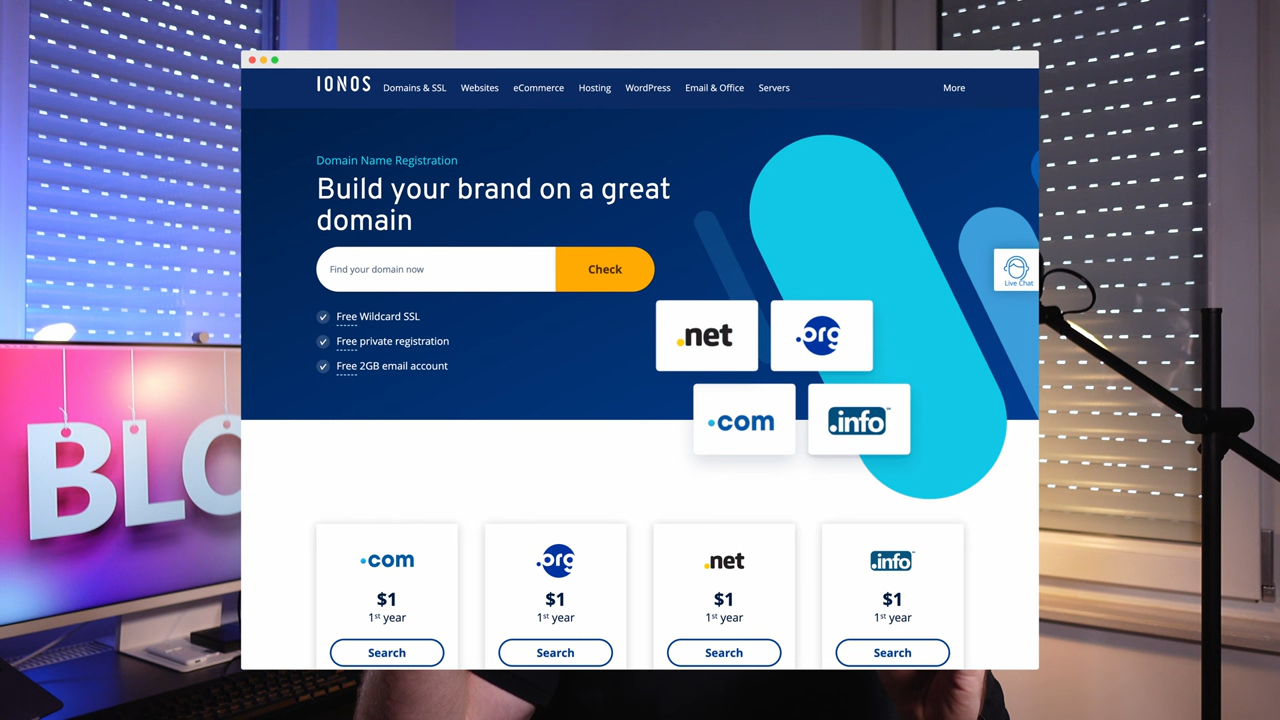 IONOS Domains & SSL Websites eCommerce Hosting WordPress Email & Office Servers More
Domain Name Registration
Build your brand on a great
domain
Find your domain now Check
Free Wildcard SSL
Free private registration
Free 2GB email account
Live Chat
.net .org
.com .info
BLO
.com .org .net .info
$1 $1 $1 $1
1st year 1st year 1st year 1st year
Search Search Search Search